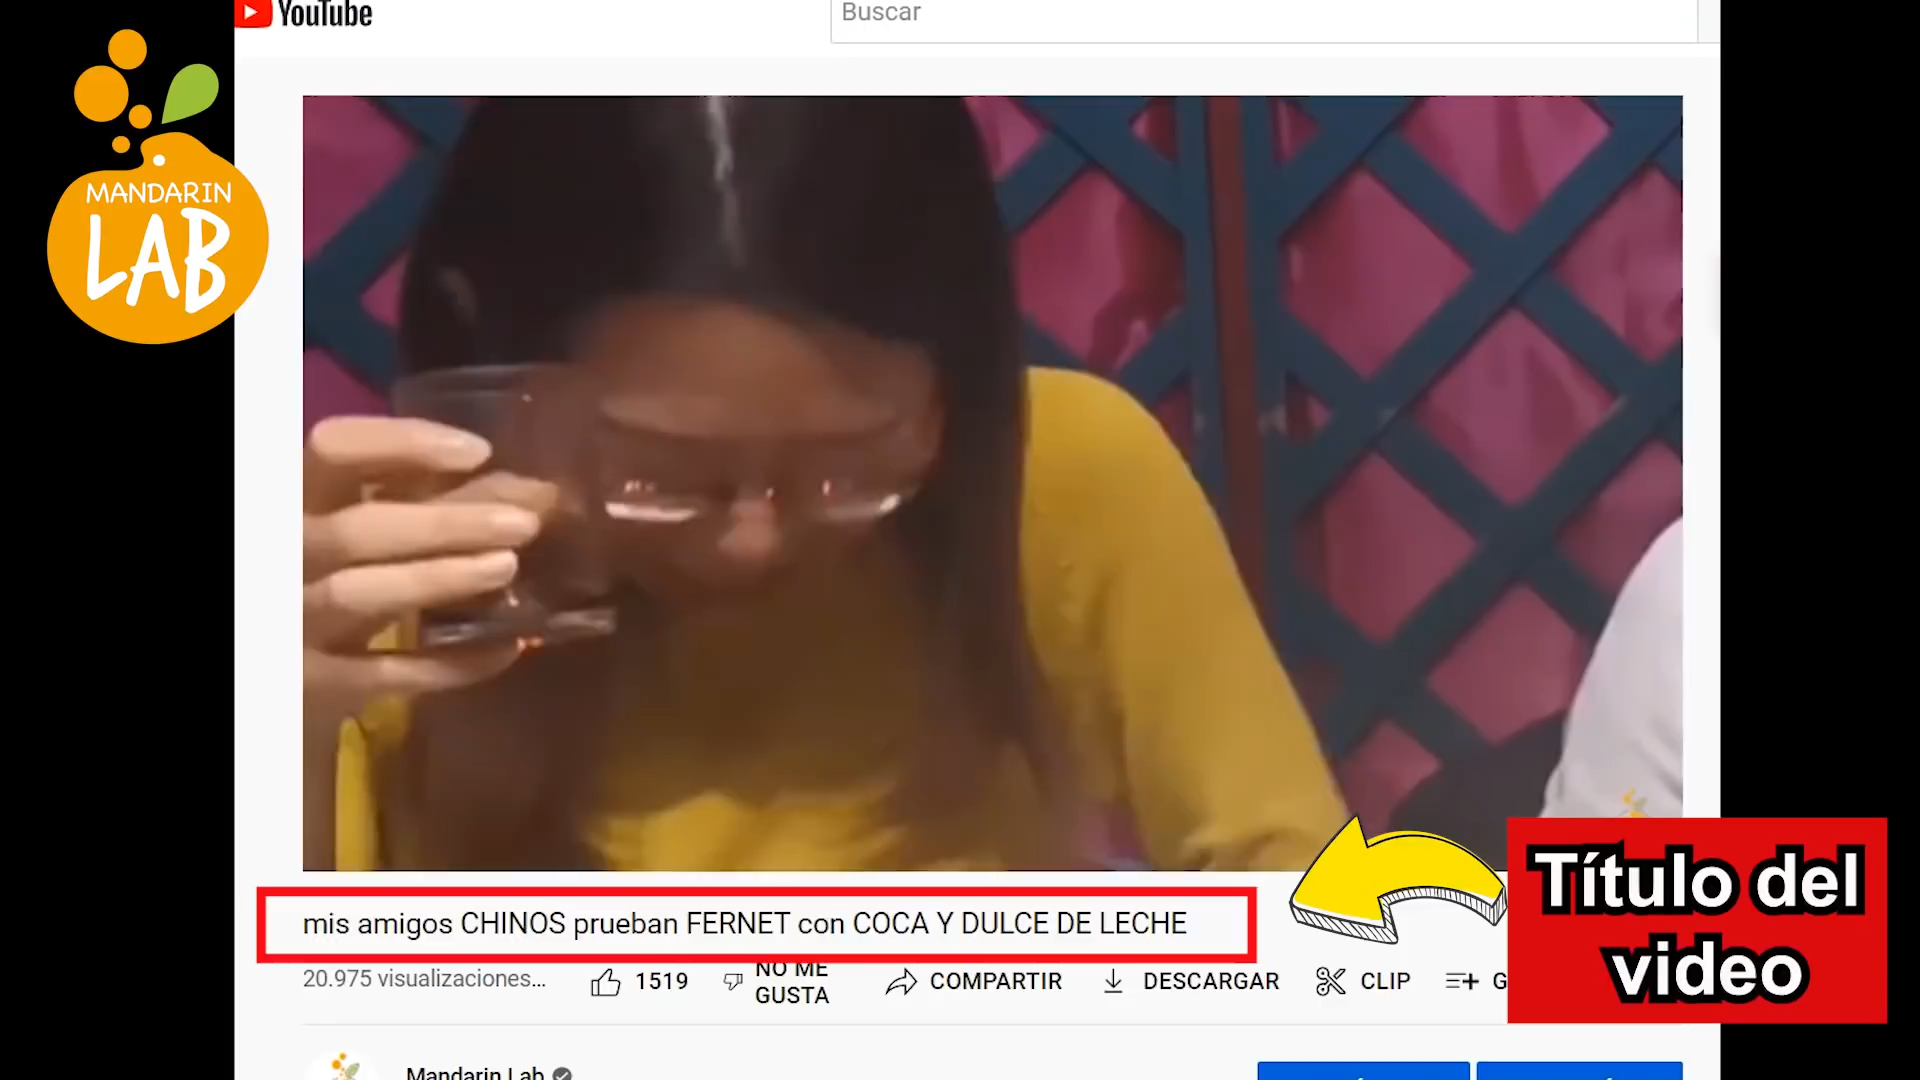 YouTube
Buscar
MANDARIN
LAB
mis amigos CHINOS prueban FERNET con COCA Y DULCE DE LECHE
Título del
video
20.975 visualizaciones...
1519
NO ME
GUSTA
COMPARTIR
DESCARGAR
CLIP
Mandarin Lab